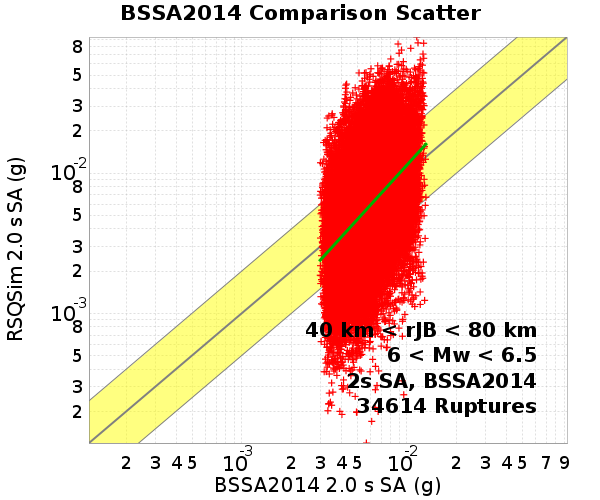 BSSA2014 Comparison Scatter
8
5
3
2
10-2
8
5
3
2
10-3
8
5
3
2
RSQSim 2.0 s SA (g)
40 km < rJB < 80 km
6 < Mw < 6.5
2s SA, BSSA2014
34614 Ruptures
2 3 4 5 10-3 2 3 4 5 10-2 2 3 4 5 7 9
BSSA2014 2.0 s SA (g)